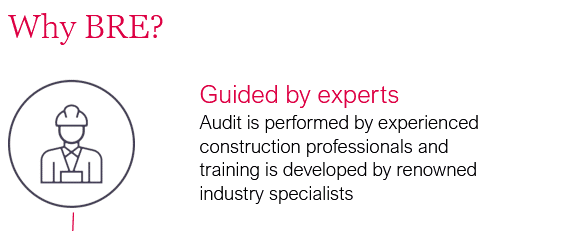 Why BRE?
Guided by experts
Audit is performed by experienced
construction professionals and
training is developed by renowned
industry specialists